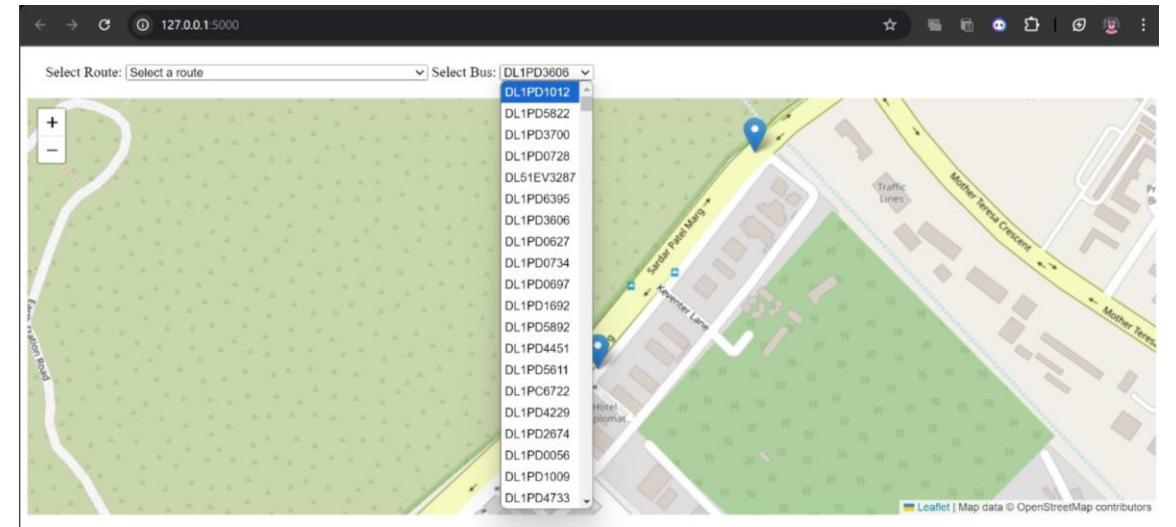 127.0.0.1:5000
Select Route: Select a route Select Bus: DL1PD3606
DL1PD1012
DL1PD5822
DL1PD3700
DL1PD0728
DL51EV3287
DL1PD6395
DL1PD3606
DL1PD0627
DL1PD0734
DL1PD0697
DL1PD1692
DL1PD5892
DL1PD4451
DL1PD5611
DL1PC6722
DL1PD4229
DL1PD2674
DL1PD0056
DL1PD1009
DL1PD4733
+
−
Traffic
Lines
Mother Teresa Crescent
Sardar Patel Marg
Keventer Lane
Mother Teres
Station Road
Hotel
Leaflet | Map data © OpenStreetMap contributors